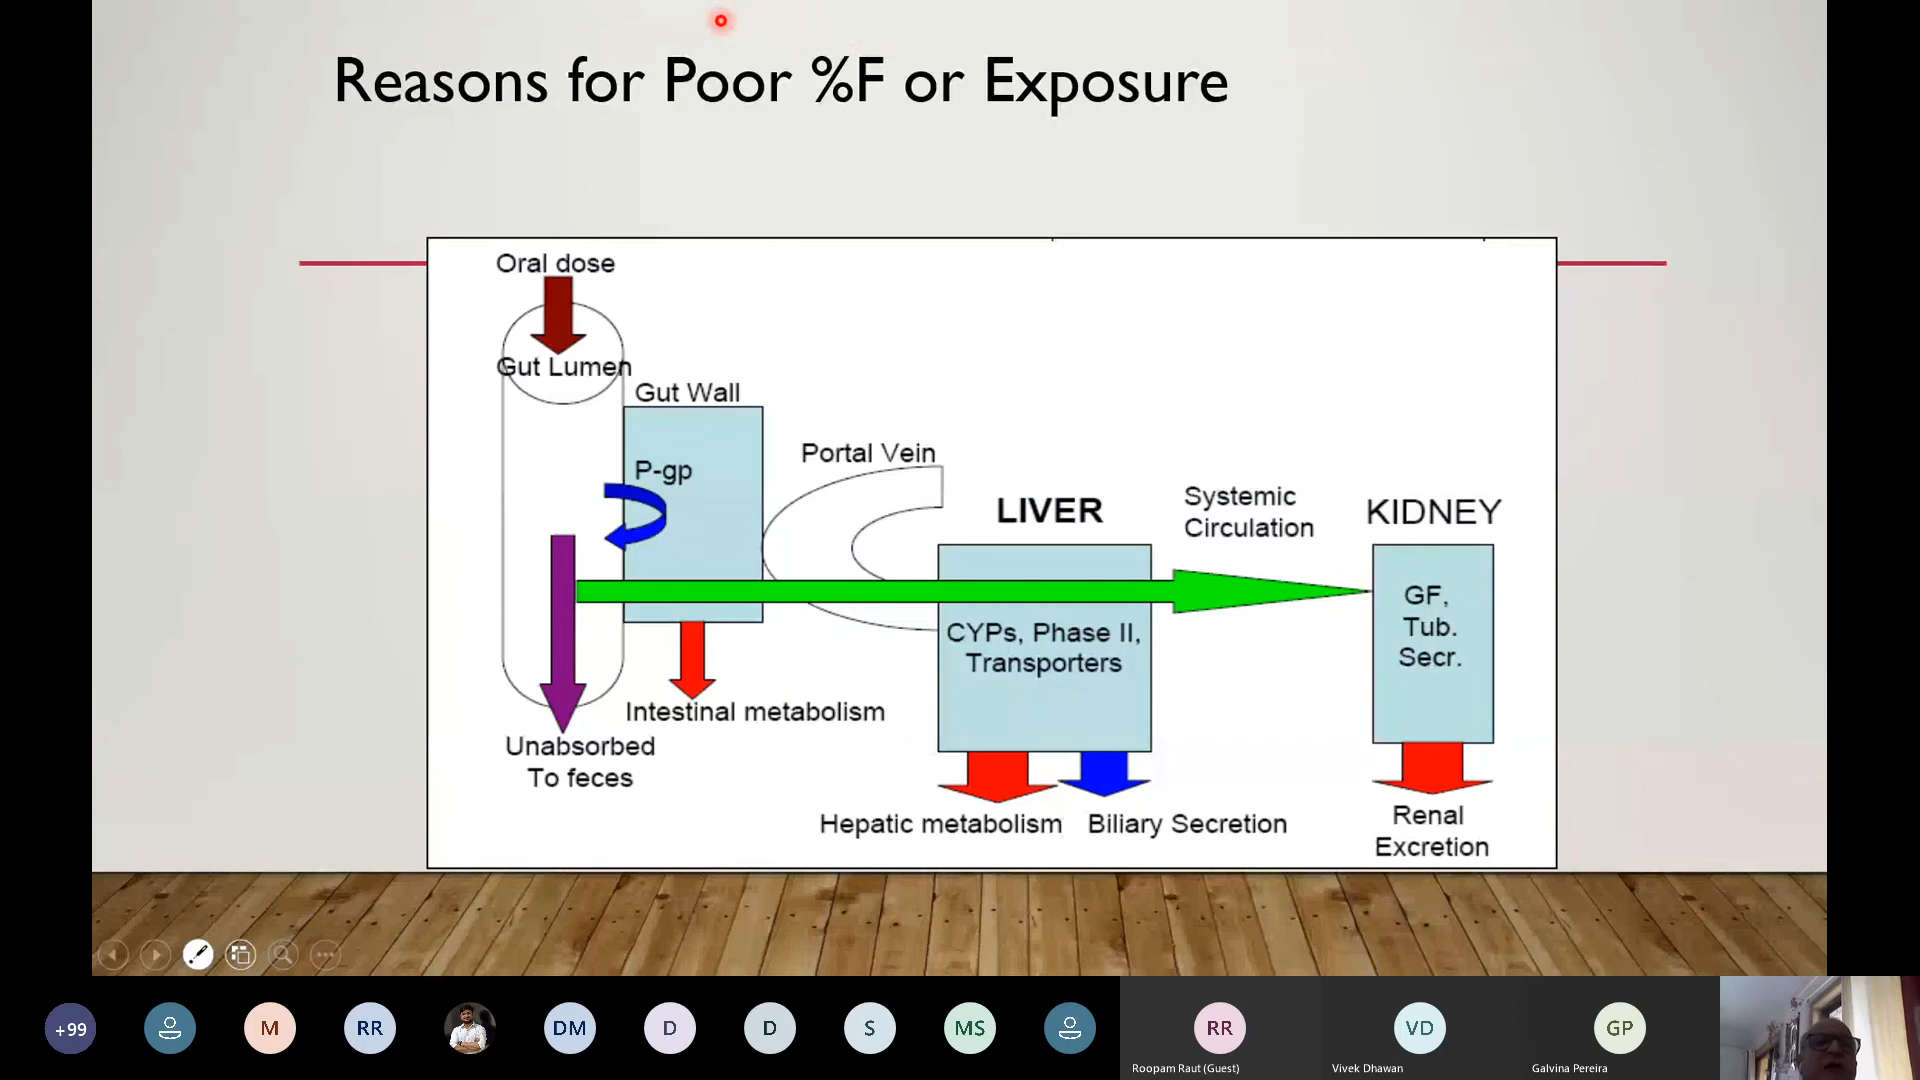 Reasons for Poor %F or Exposure
Oral dose
Gut Lumen
Gut Wall
P-gp
Portal Vein
LIVER
Systemic
Circulation
KIDNEY
GF,
Tub.
Secr.
CYPs, Phase II,
Transporters
Intestinal metabolism
Unabsorbed
To feces
Hepatic metabolism
Biliary Secretion
Renal
Excretion
+99
M
RR
DM
D
D
S
MS
RR
Roopam Raut (Guest)
VD
Vivek Dhawan
GP
Galvina Pereira